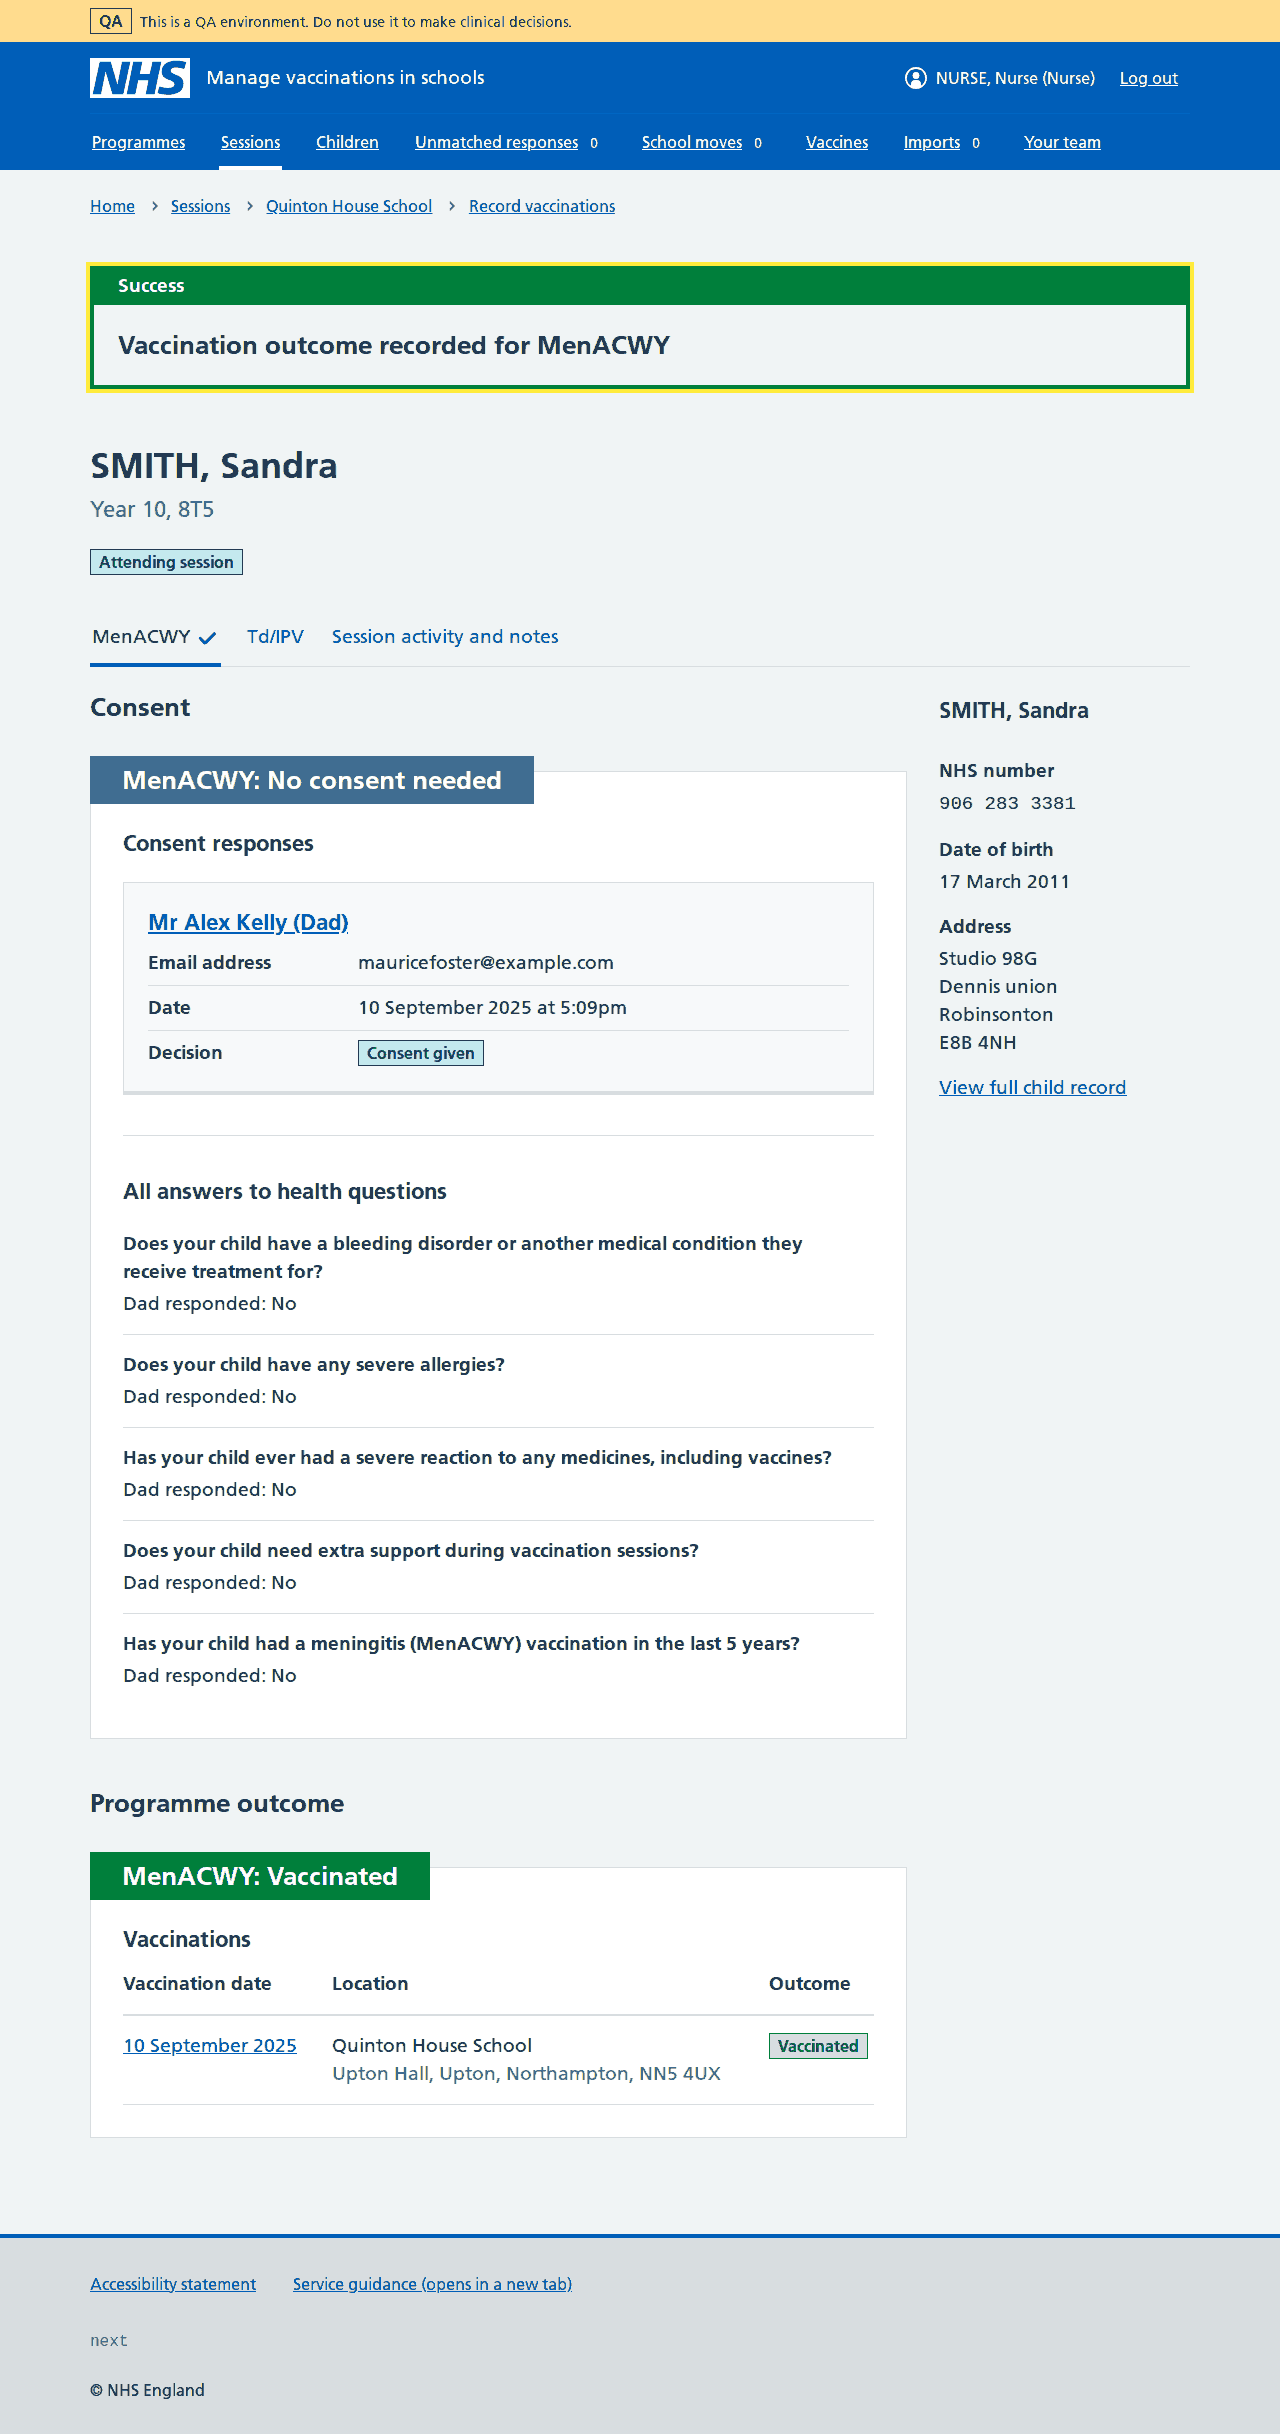 QA This is a QA environment. Do not use it to make clinical decisions.
NHS Manage vaccinations in schools NURSE, Nurse (Nurse) Log out
Programmes Sessions Children Unmatched responses 0 School moves 0 Vaccines Imports 0 Your team
Home › Sessions › Quinton House School › Record vaccinations
Success
Vaccination outcome recorded for MenACWY
SMITH, Sandra
Year 10, 8T5
Attending session
MenACWY Td/IPV Session activity and notes
Consent
MenACWY: No consent needed
Consent responses
Mr Alex Kelly (Dad)
Email address mauricefoster@example.com
Date 10 September 2025 at 5:09pm
Decision Consent given
All answers to health questions
Does your child have a bleeding disorder or another medical condition they
receive treatment for?
Dad responded: No
Does your child have any severe allergies?
Dad responded: No
Has your child ever had a severe reaction to any medicines, including vaccines?
Dad responded: No
Does your child need extra support during vaccination sessions?
Dad responded: No
Has your child had a meningitis (MenACWY) vaccination in the last 5 years?
Dad responded: No
SMITH, Sandra
NHS number
906 283 3381
Date of birth
17 March 2011
Address
Studio 98G
Dennis union
Robinsonton
E8B 4NH
View full child record
Programme outcome
MenACWY: Vaccinated
Vaccinations
Vaccination date Location Outcome
10 September 2025 Quinton House School Vaccinated
Upton Hall, Upton, Northampton, NN5 4UX
Accessibility statement Service guidance (opens in a new tab)
next
© NHS England